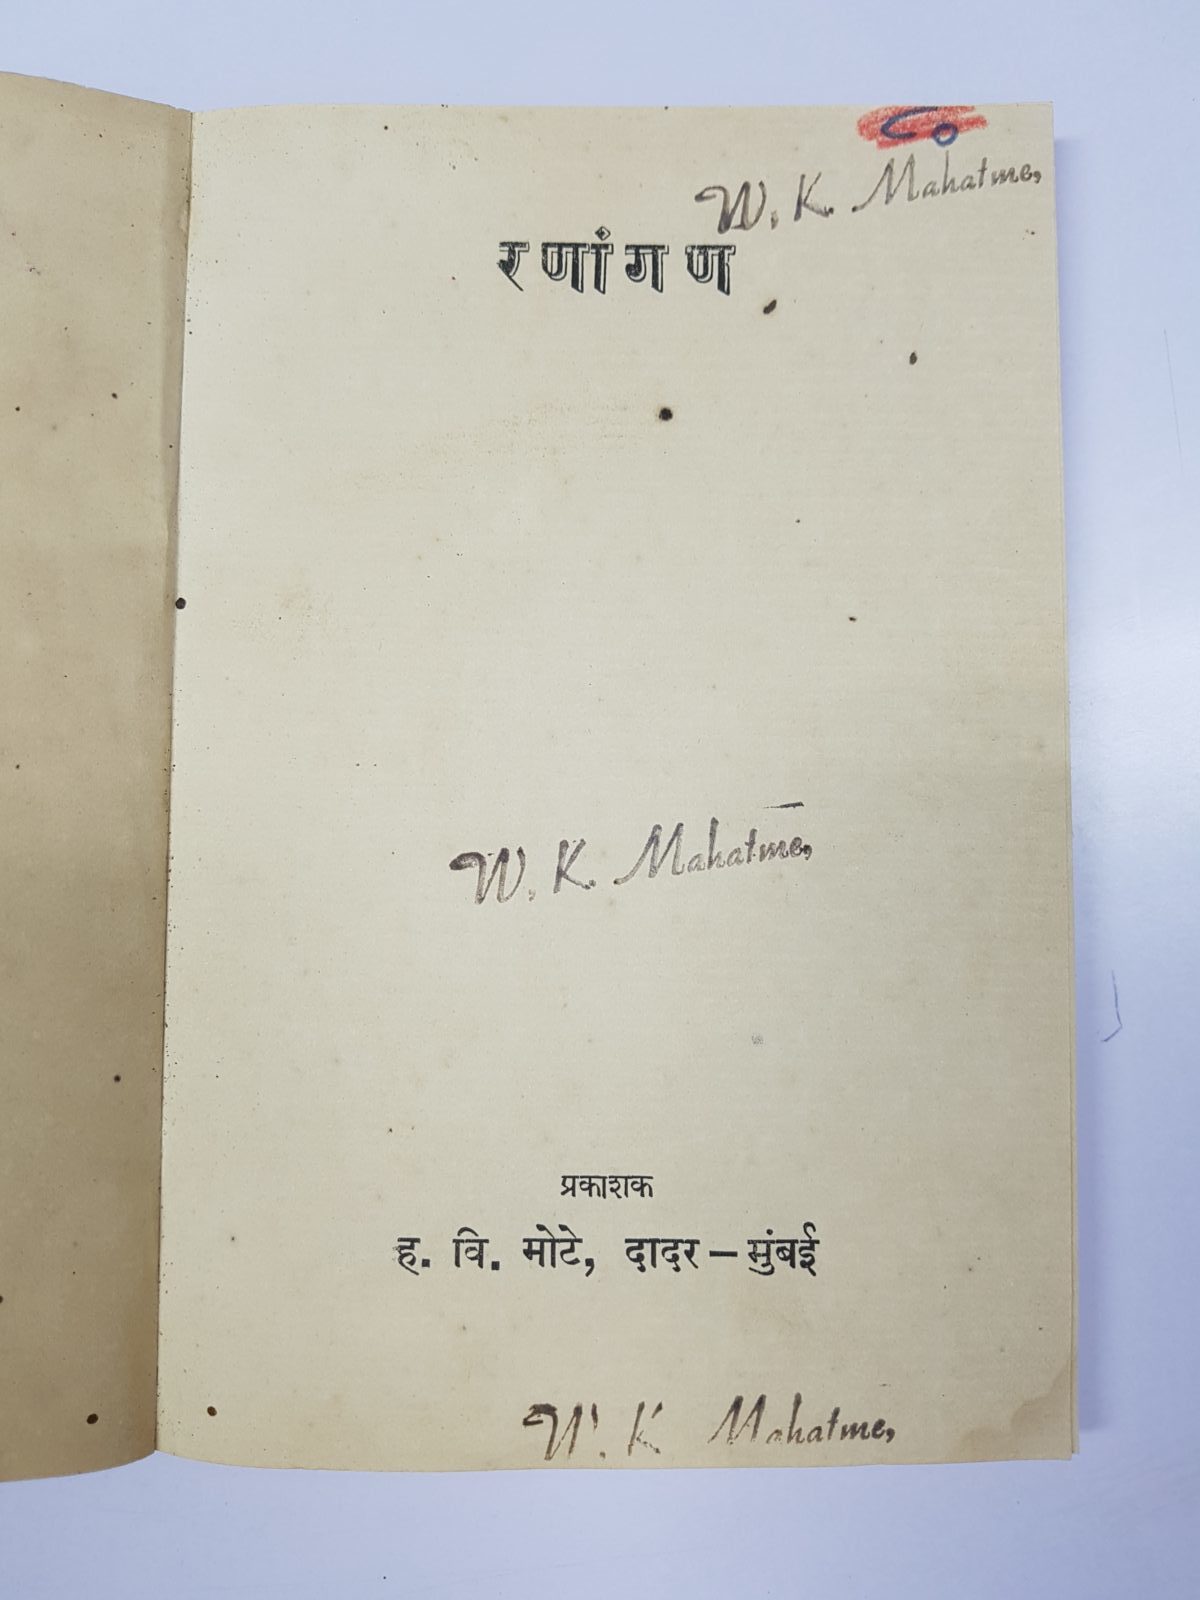 W. K. Mahatme,
रणांगण
W. K. Mahatme,
प्रकाशक
ह. वि. मोटे, दादर – मुंबई
W. K Mahatme,